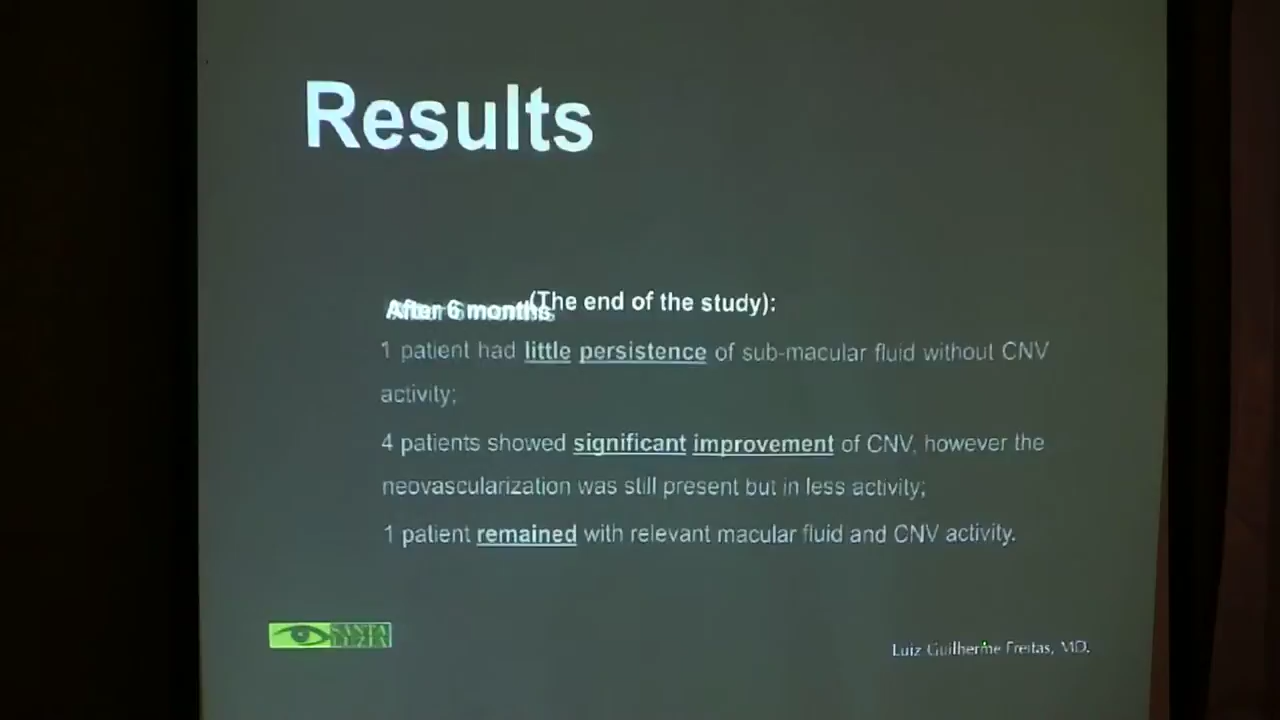 Results
After 6 months (The end of the study):
1 patient had little persistence of sub-macular fluid without CNV
activity;
4 patients showed significant improvement of CNV, however the
neovascularization was still present but in less activity;
1 patient remained with relevant macular fluid and CNV activity.
SANTA
LUZIA
Luiz Guilherme Freitas, MD.